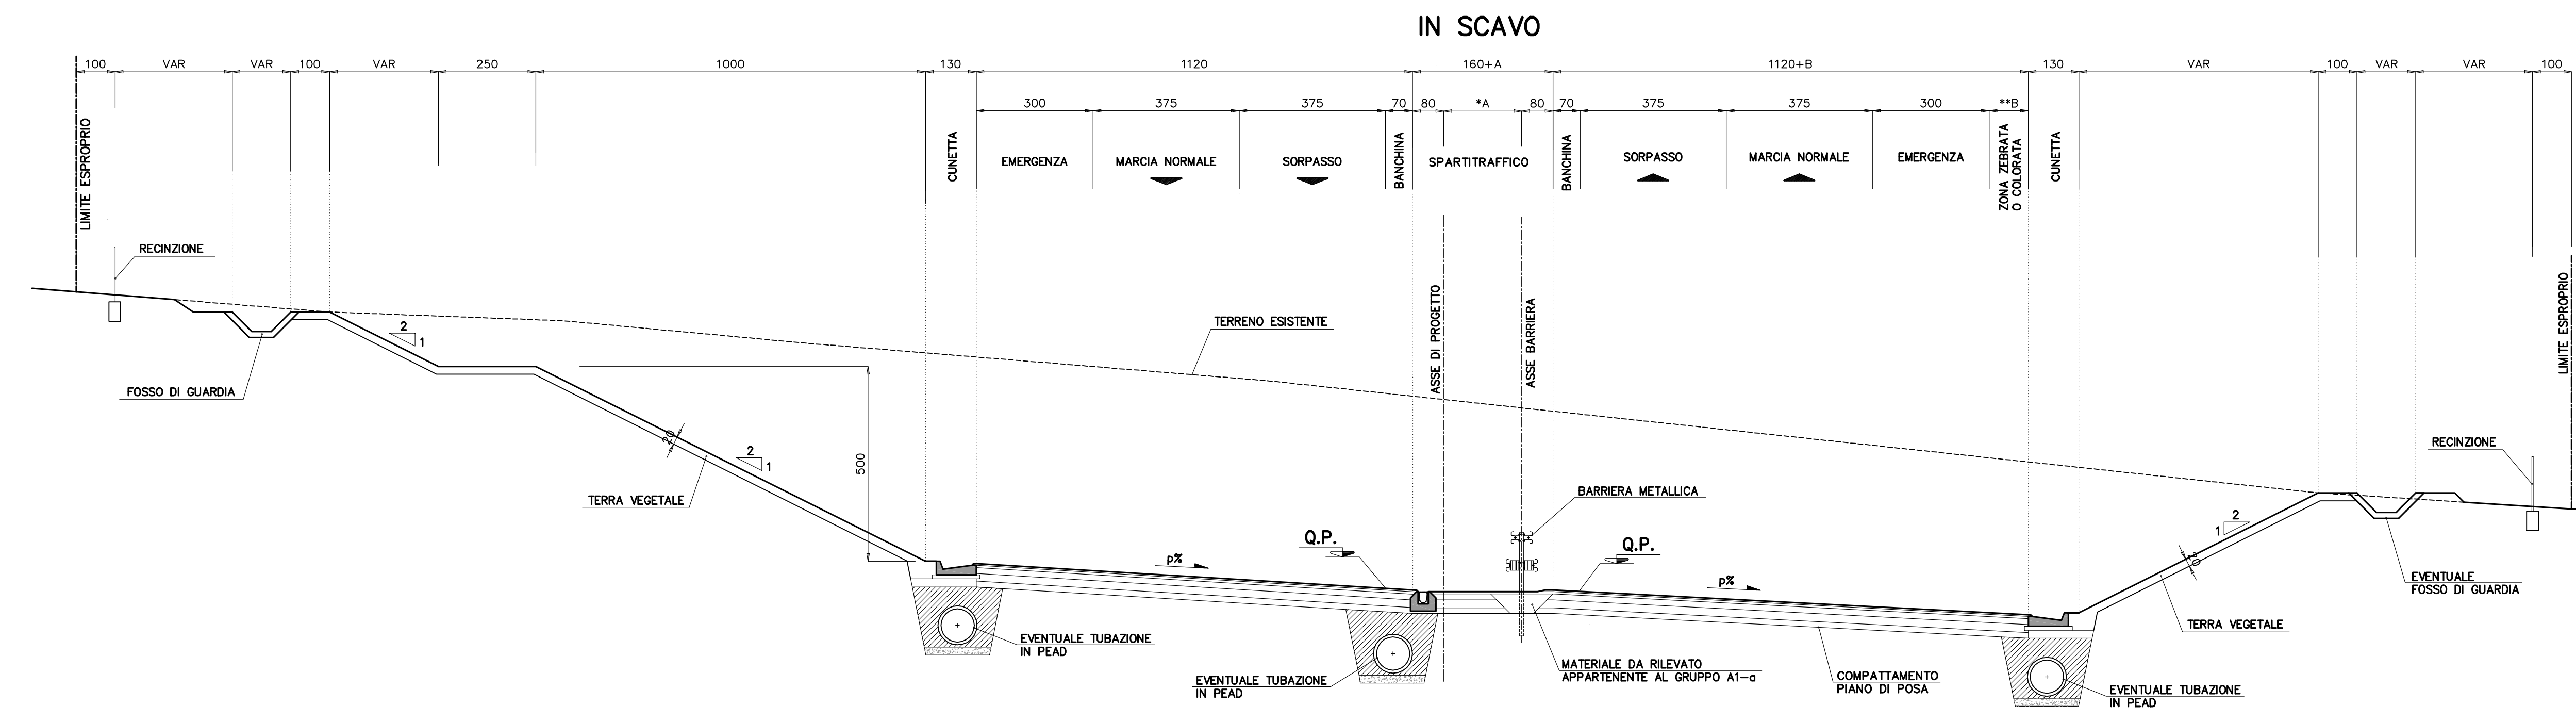 IN SCAVO
100 VAR VAR 100 VAR 250 1000 130 1120 160+A 1120+B 130 VAR 100 VAR VAR 100
300 375 375 70 80 *A 80 70 375 375 300 **B
LIMITE ESPROPRIO
CUNETTA
EMERGENZA
MARCIA NORMALE
SORPASSO
BANCHINA
SPARTITRAFFICO
BANCHINA
SORPASSO
MARCIA NORMALE
EMERGENZA
ZONA ZEBRATA
O COLORATA
CUNETTA
RECINZIONE
FOSSO DI GUARDIA
2
1
TERRENO ESISTENTE
ASSE DI PROGETTO
ASSE BARRIERA
LIMITE ESPROPRIO
20
2
1
TERRA VEGETALE
500
RECINZIONE
BARRIERA METALLICA
Q.P.
Q.P.
p%
p%
2
1
20
EVENTUALE
FOSSO DI GUARDIA
TERRA VEGETALE
EVENTUALE TUBAZIONE
IN PEAD
EVENTUALE TUBAZIONE
IN PEAD
MATERIALE DA RILEVATO
APPARTENENTE AL GRUPPO A1-a
COMPATTAMENTO
PIANO DI POSA
EVENTUALE TUBAZIONE
IN PEAD